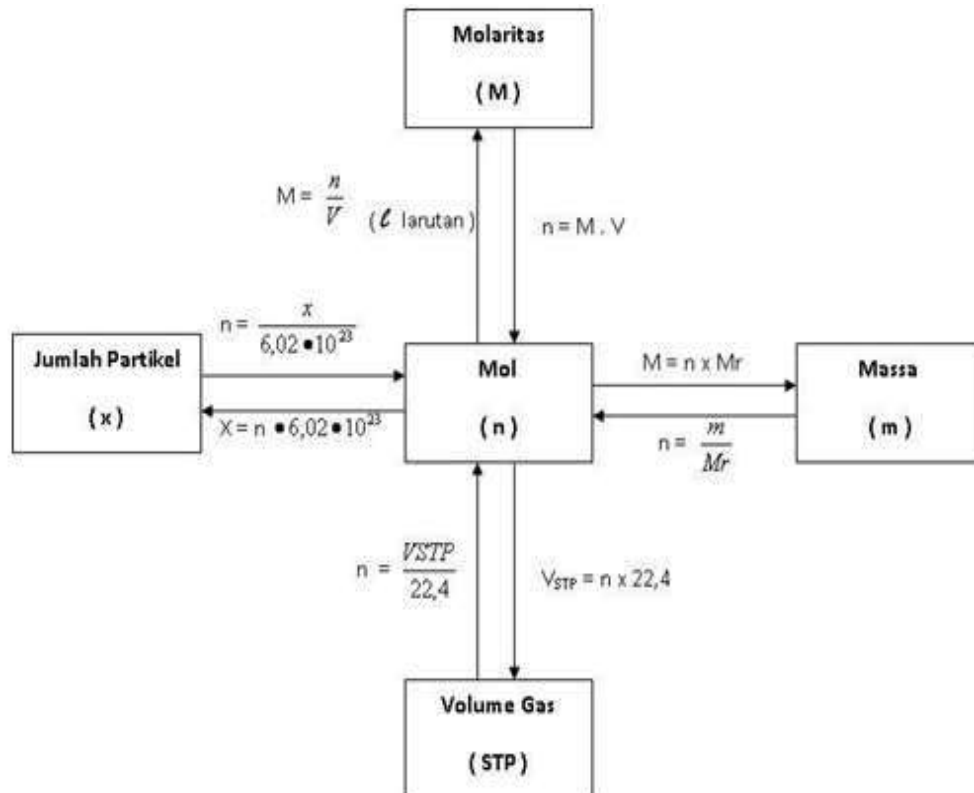 Molaritas
( M )
M = n/V (ℓ larutan )
n = M . V
n = x/6,02•10²³
Jumlah Partikel
( x )
X = n •6,02•10²³
Mol
( n )
M = n x Mr
n = m/Mr
Massa
( m )
n = VSTP/22,4
V_STP = n x 22,4
Volume Gas
( STP )